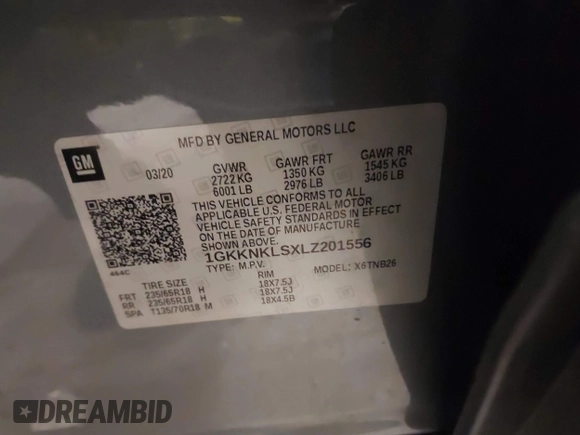 MFD BY GENERAL MOTORS LLC
GM
03/20 GVWR GAWR FRT GAWR RR
2722 KG 1350 KG 1545 KG
6001 LB 2976 LB 3406 LB
THIS VEHICLE CONFORMS TO ALL
APPLICABLE U.S. FEDERAL MOTOR
VEHICLE SAFETY STANDARDS IN EFFECT
ON THE DATE OF MANUFACTURE
SHOWN ABOVE.
1GKKNKLSXLZ201556
464C
TYPE: M.P.V. MODEL: X6TNB26
TIRE SIZE RIM
FRT 235/65R18 H 18X7.5J
RR 235/65R18 H 18X7.5J
SPA T135/70R18 M 18X4.5B
DREAMBID